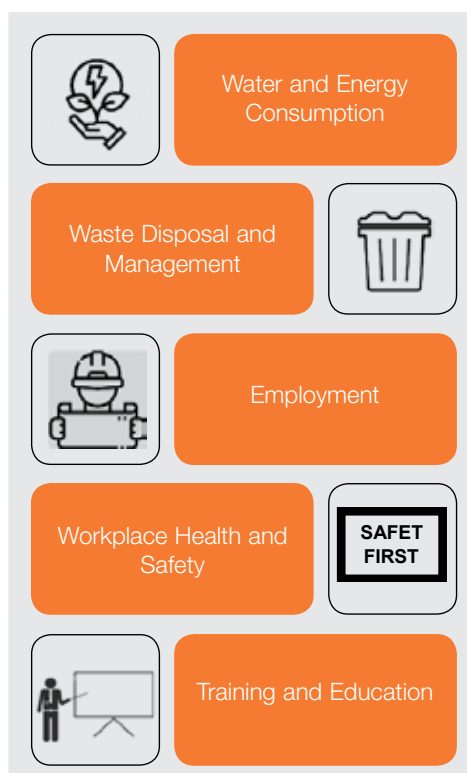 Water and Energy
Consumption
Waste Disposal and
Management
Employment
Workplace Health and
Safety
SAFET
FIRST
Training and Education